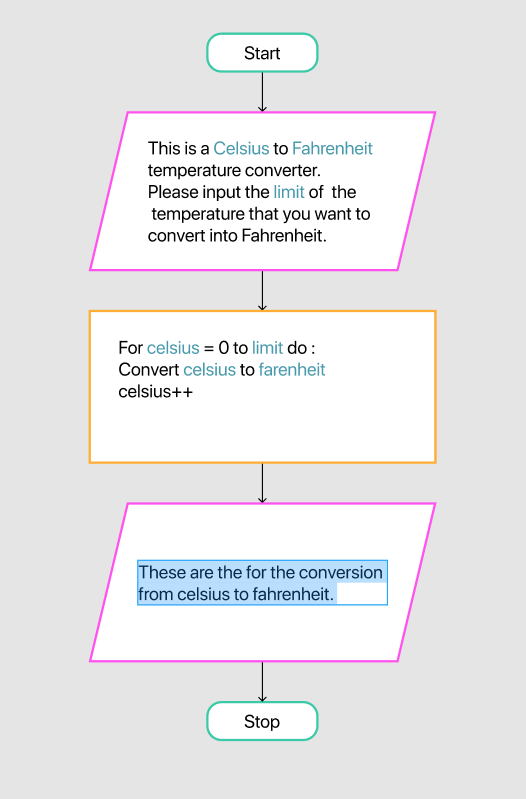 Start
This is a Celsius to Fahrenheit
temperature converter.
Please input the limit of  the
temperature that you want to
convert into Fahrenheit.
For celsius = 0 to limit do :
Convert celsius to farenheit
celsius++
These are the for the conversion
from celsius to fahrenheit.
Stop